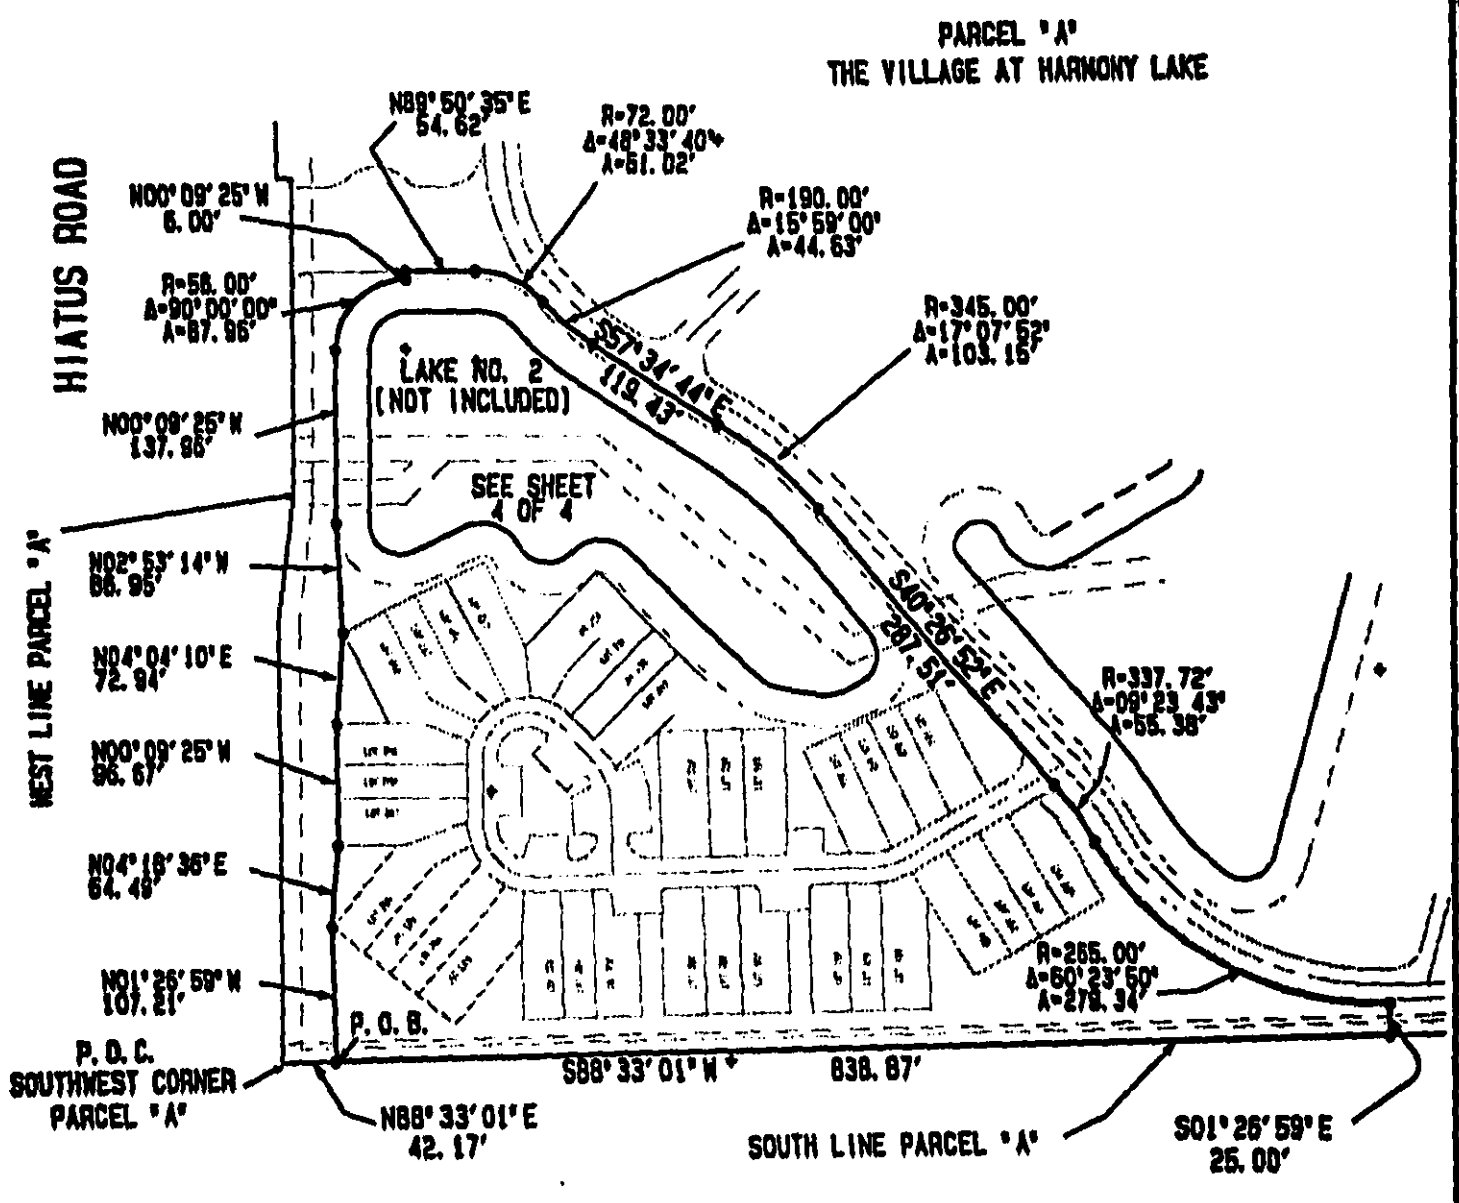 PARCEL "A"
THE VILLAGE AT HARMONY LAKE
HIATUS ROAD
N89°50'35"E
54.62'
R=72.00'
Δ=48°33'40"
A=61.02'
N00°09'25"W
6.00'
R=190.00'
Δ=15°59'00"
A=44.63'
R=56.00'
Δ=90°00'00"
A=87.96'
R=345.00'
Δ=17°07'52"
A=103.15'
S57°34'44"E
119.43'
LAKE NO. 2
(NOT INCLUDED)
N00°09'25"W
137.86'
SEE SHEET
4 OF 4
WEST LINE PARCEL "A"
N02°53'14"W
86.95'
S40°26'52"E
287.51'
N04°04'10"E
72.94'
R=337.72'
Δ=09°23'43"
A=55.38'
N00°09'25"W
96.67'
N04°16'36"E
64.49'
R=265.00'
Δ=60°23'50"
A=279.34'
N01°26'59"W
107.21'
P.O.B.
P.O.C.
SOUTHWEST CORNER
PARCEL "A"
S88°33'01"W
838.87'
N88°33'01"E
42.17'
SOUTH LINE PARCEL "A"
S01°26'59"E
25.00'